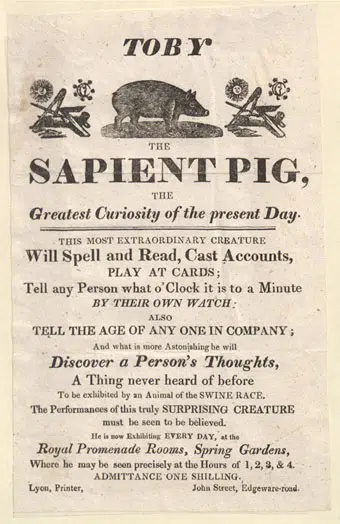 TOBY
THE
SAPIENT PIG,
THE
Greatest Curiosity of the present Day.
THIS MOST EXTRAORDINARY CREATURE
Will Spell and Read, Cast Accounts,
PLAY AT CARDS;
Tell any Person what o'Clock it is to a Minute
BY THEIR OWN WATCH;
ALSO
TELL THE AGE OF ANY ONE IN COMPANY;
And what is more Astonishing he will
Discover a Person's Thoughts,
A Thing never heard of before
To be exhibited by an Animal of the SWINE RACE.
The Performances of this truly SURPRISING CREATURE
must be seen to be believed.
He is now Exhibiting EVERY DAY, at the
Royal Promenade Rooms, Spring Gardens,
Where he may be seen precisely at the Hours of 1, 2, 3, & 4.
ADMITTANCE ONE SHILLING.
Lyon, Printer, John Street, Edgeware-road.